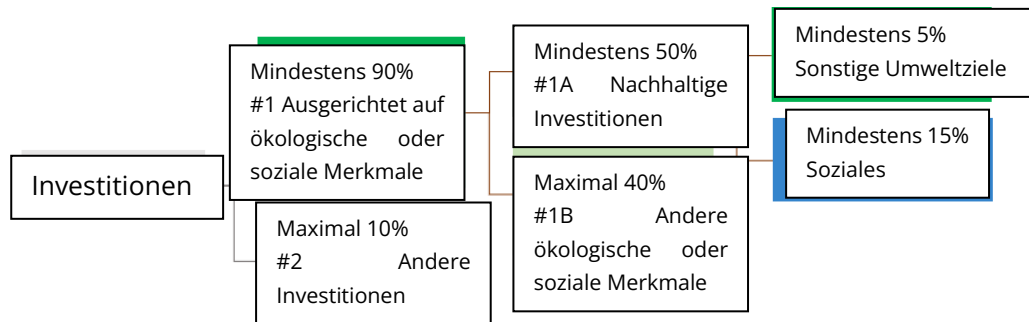 Investitionen
Mindestens 90%
#1 Ausgerichtet auf
ökologische oder
soziale Merkmale
Maximal 10%
#2 Andere
Investitionen
Mindestens 50%
#1A Nachhaltige
Investitionen
Maximal 40%
#1B Andere
ökologische oder
soziale Merkmale
Mindestens 5%
Sonstige Umweltziele
Mindestens 15%
Soziales